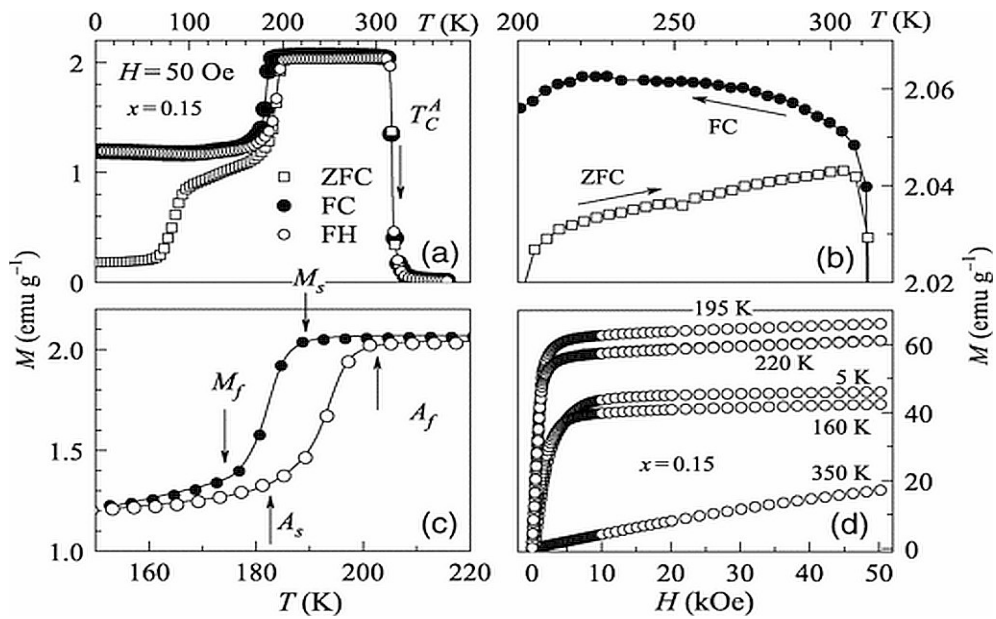 0 100 200 300 T (K)
200 250 300 T (K)
2
1
0
H = 50 Oe
x = 0.15
T_C^A
ZFC
FC
FH
(a)
2.06
2.04
2.02
FC
ZFC
(b)
M (emu g⁻¹)
M (emu g⁻¹)
2.0
1.5
1.0
M_s
M_f
A_f
A_s
(c)
160 180 200 220
T (K)
195 K
220 K
5 K
160 K
x = 0.15
350 K
(d)
60
40
20
0
0 10 20 30 40 50
H (kOe)